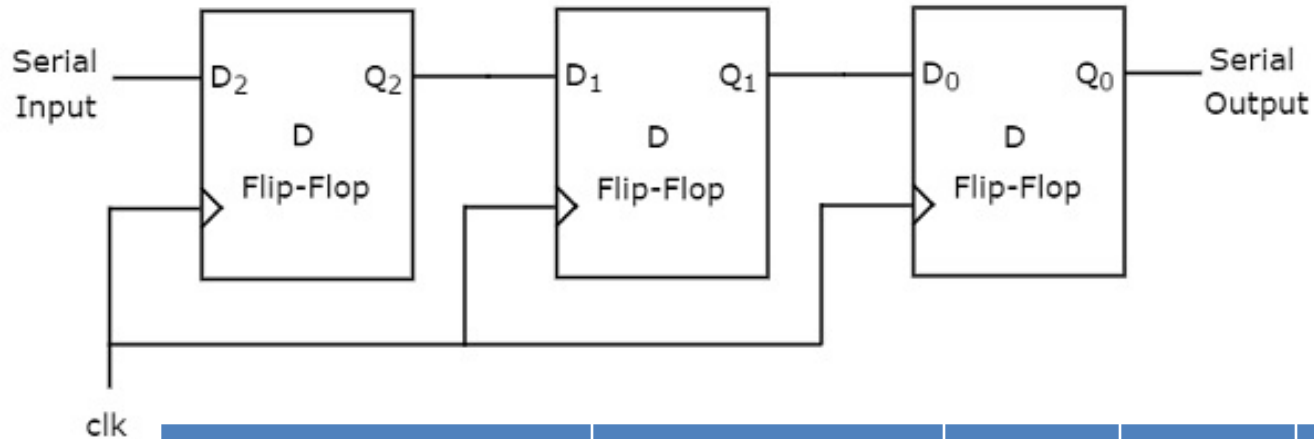 Serial
Input
D₂ Q₂
D
Flip-Flop
D₁ Q₁
D
Flip-Flop
D₀ Q₀
D
Flip-Flop
Serial
Output
clk